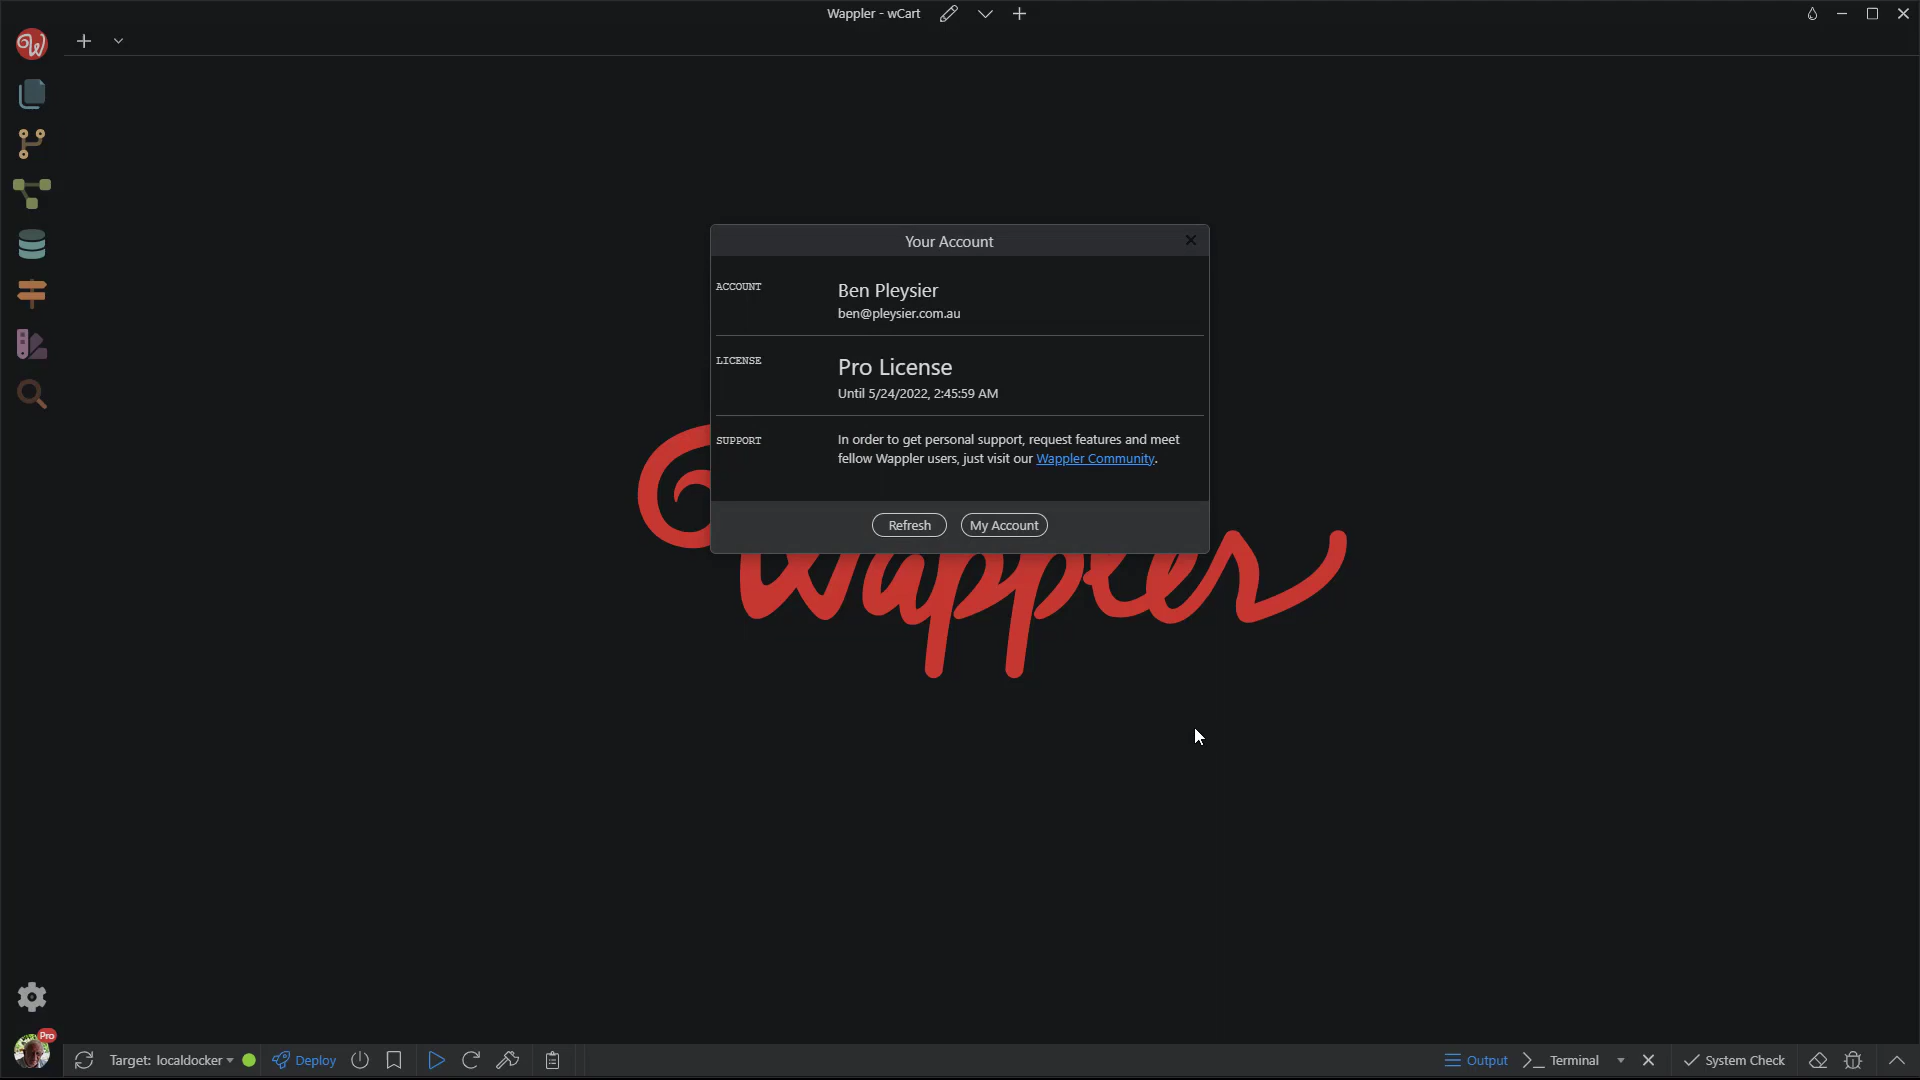 Wappler - wCart
Your Account
ACCOUNT
Ben Pleysier
ben@pleysier.com.au
LICENSE
Pro License
Until 5/24/2022, 2:45:59 AM
SUPPORT
In order to get personal support, request features and meet
fellow Wappler users, just visit our Wappler Community.
Refresh
My Account
Wappler
Pro
Target: localdocker
Deploy
Output
Terminal
System Check